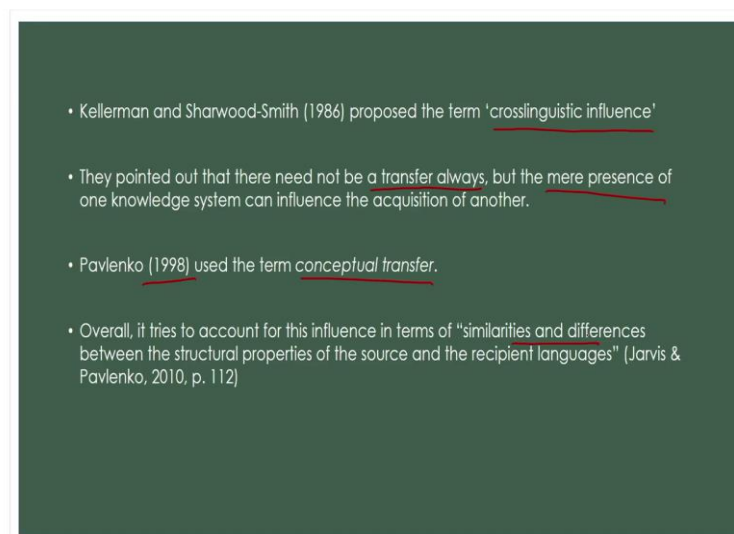 • Kellerman and Sharwood-Smith (1986) proposed the term ‘crosslinguistic influence’
• They pointed out that there need not be a transfer always, but the mere presence of
one knowledge system can influence the acquisition of another.
• Pavlenko (1998) used the term conceptual transfer.
• Overall, it tries to account for this influence in terms of “similarities and differences
between the structural properties of the source and the recipient languages” (Jarvis &
Pavlenko, 2010, p. 112)